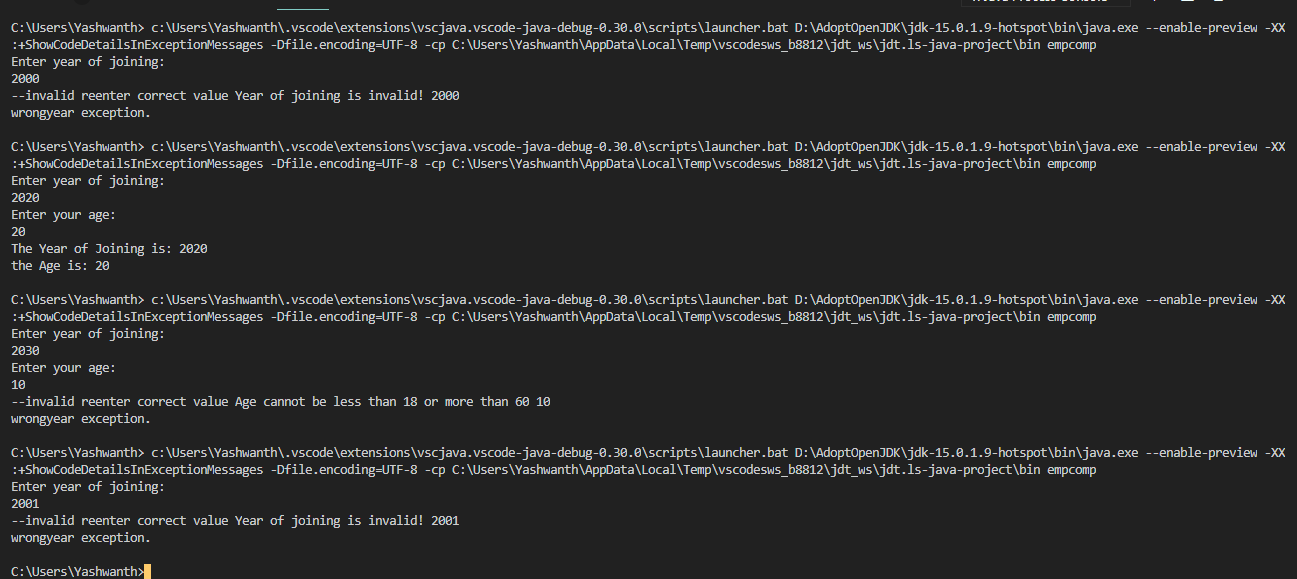 C:\Users\Yashwanth> c:\Users\Yashwanth\.vscode\extensions\vscjava.vscode-java-debug-0.30.0\scripts\launcher.bat D:\AdoptOpenJDK\jdk-15.0.1.9-hotspot\bin\java.exe --enable-preview -XX
:+ShowCodeDetailsInExceptionMessages -Dfile.encoding=UTF-8 -cp C:\Users\Yashwanth\AppData\Local\Temp\vscodesws_b8812\jdt_ws\jdt.ls-java-project\bin empcomp
Enter year of joining:
2000
--invalid reenter correct value Year of joining is invalid! 2000
wrongyear exception.
C:\Users\Yashwanth> c:\Users\Yashwanth\.vscode\extensions\vscjava.vscode-java-debug-0.30.0\scripts\launcher.bat D:\AdoptOpenJDK\jdk-15.0.1.9-hotspot\bin\java.exe --enable-preview -XX
:+ShowCodeDetailsInExceptionMessages -Dfile.encoding=UTF-8 -cp C:\Users\Yashwanth\AppData\Local\Temp\vscodesws_b8812\jdt_ws\jdt.ls-java-project\bin empcomp
Enter year of joining:
2020
Enter your age:
20
The Year of Joining is: 2020
the Age is: 20
C:\Users\Yashwanth> c:\Users\Yashwanth\.vscode\extensions\vscjava.vscode-java-debug-0.30.0\scripts\launcher.bat D:\AdoptOpenJDK\jdk-15.0.1.9-hotspot\bin\java.exe --enable-preview -XX
:+ShowCodeDetailsInExceptionMessages -Dfile.encoding=UTF-8 -cp C:\Users\Yashwanth\AppData\Local\Temp\vscodesws_b8812\jdt_ws\jdt.ls-java-project\bin empcomp
Enter year of joining:
2030
Enter your age:
10
--invalid reenter correct value Age cannot be less than 18 or more than 60 10
wrongyear exception.
C:\Users\Yashwanth> c:\Users\Yashwanth\.vscode\extensions\vscjava.vscode-java-debug-0.30.0\scripts\launcher.bat D:\AdoptOpenJDK\jdk-15.0.1.9-hotspot\bin\java.exe --enable-preview -XX
:+ShowCodeDetailsInExceptionMessages -Dfile.encoding=UTF-8 -cp C:\Users\Yashwanth\AppData\Local\Temp\vscodesws_b8812\jdt_ws\jdt.ls-java-project\bin empcomp
Enter year of joining:
2001
--invalid reenter correct value Year of joining is invalid! 2001
wrongyear exception.
C:\Users\Yashwanth>